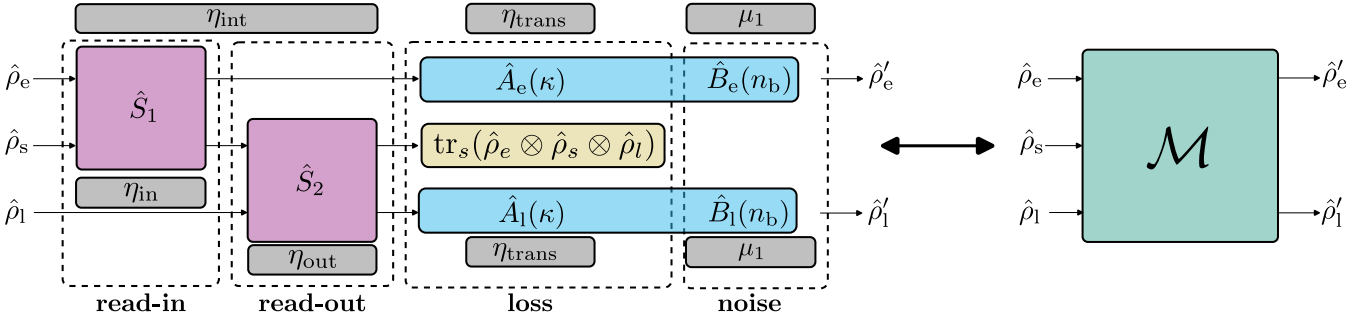 η_int η_trans μ_1
ρ̂_e Â_e(κ) B̂_e(n_b) ρ̂′_e ρ̂_e ρ̂′_e
Ŝ_1
ρ̂_s tr_s(ρ̂_e ⊗ ρ̂_s ⊗ ρ̂_l) ρ̂_s ℳ
Ŝ_2
η_in
ρ̂_l Â_l(κ) B̂_l(n_b) ρ̂′_l ρ̂_l ρ̂′_l
η_out η_trans μ_1
read-in read-out loss noise